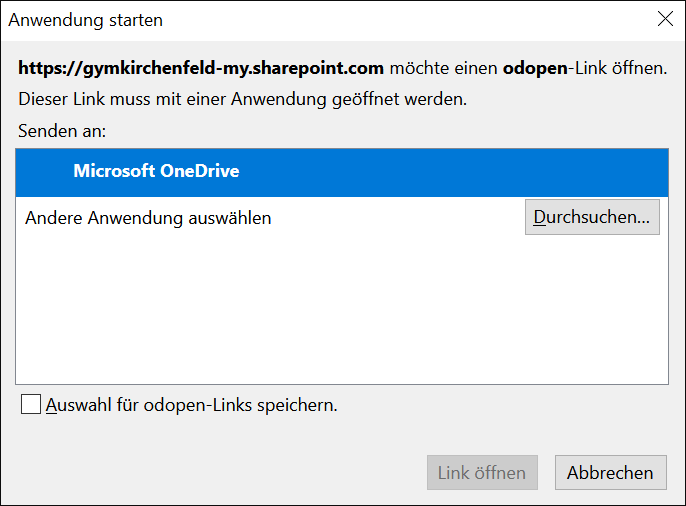 Anwendung starten
https://gymkirchenfeld-my.sharepoint.com möchte einen odopen-Link öffnen.
Dieser Link muss mit einer Anwendung geöffnet werden.
Senden an:
Microsoft OneDrive
Andere Anwendung auswählen
Durchsuchen...
Auswahl für odopen-Links speichern.
Link öffnen
Abbrechen